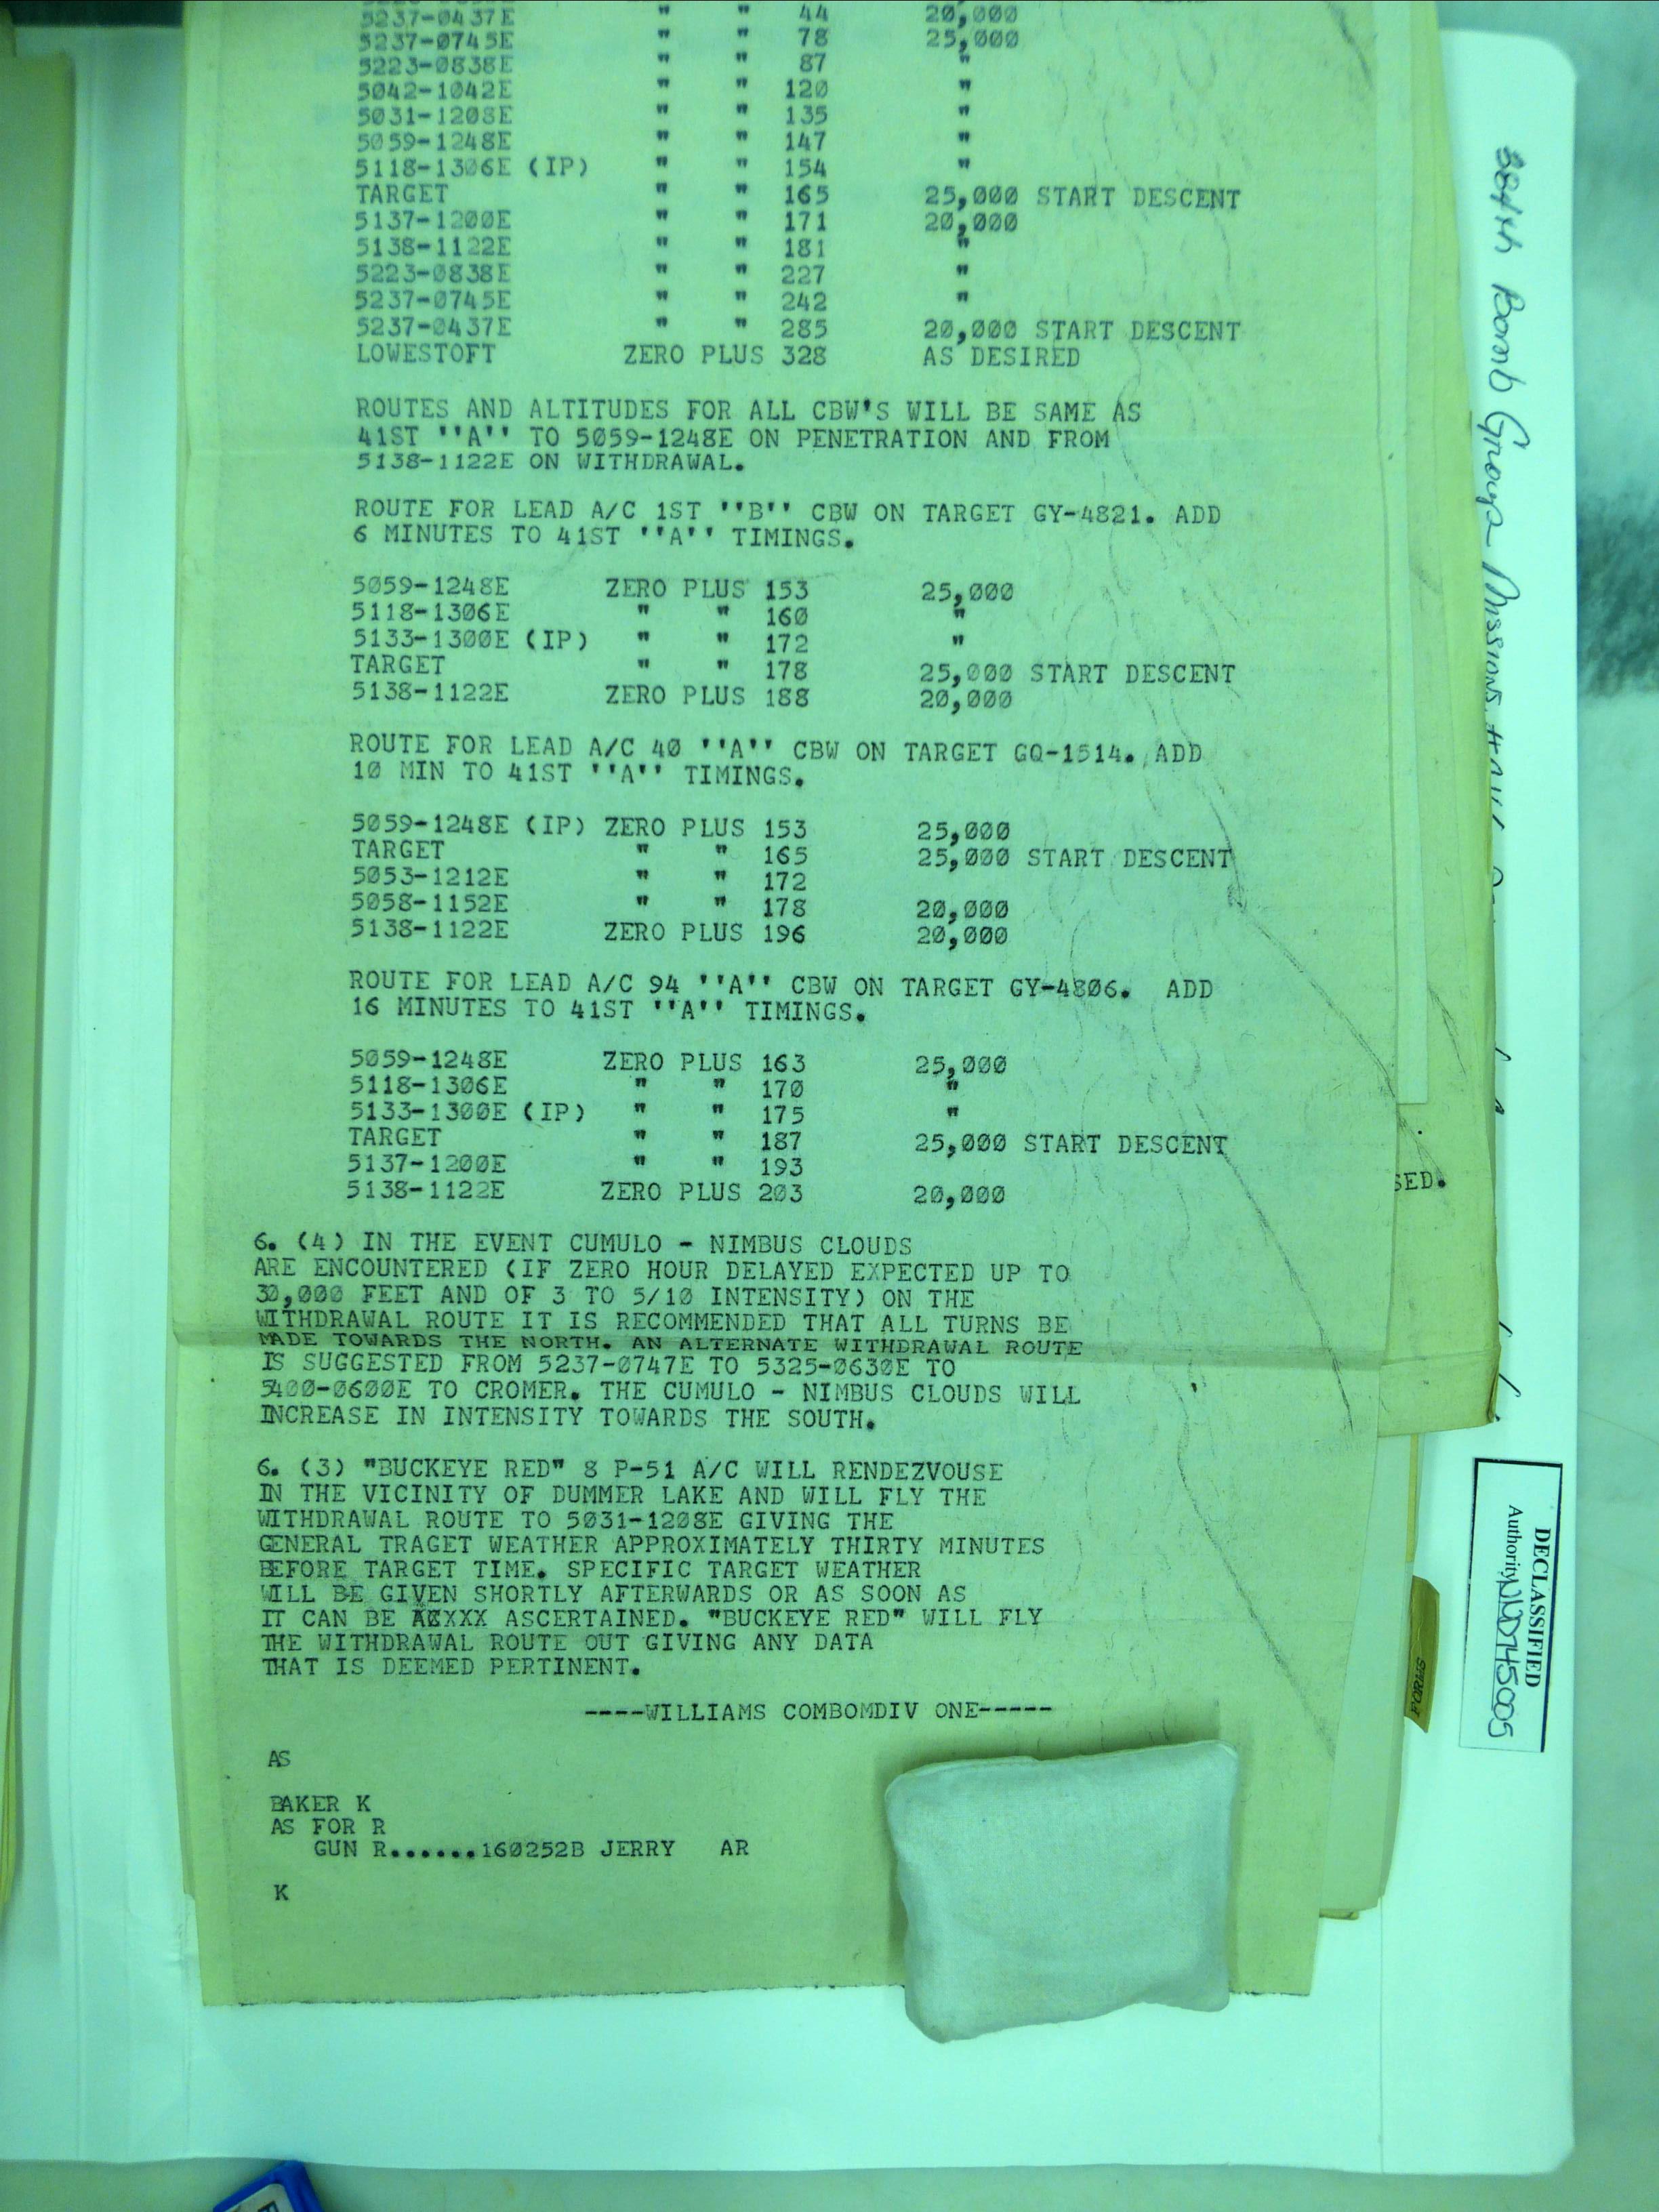 5237-0437E " " 44 20,000
5237-0745E " " 78 25,000
5223-0838E " " 87 "
5042-1042E " " 120 "
5031-1208E " " 135 "
5059-1248E " " 147 "
5118-1306E (IP) " " 154 "
TARGET " " 165 25,000 START DESCENT
5137-1200E " " 171 20,000
5138-1122E " " 181 "
5223-0838E " " 227 "
5237-0745E " " 242 "
5237-0437E " " 285 20,000 START DESCENT
LOWESTOFT ZERO PLUS 328 AS DESIRED
ROUTES AND ALTITUDES FOR ALL CBW'S WILL BE SAME AS
41ST ''A'' TO 5059-1248E ON PENETRATION AND FROM
5138-1122E ON WITHDRAWAL.
ROUTE FOR LEAD A/C 1ST ''B'' CBW ON TARGET GY-4821. ADD
6 MINUTES TO 41ST ''A'' TIMINGS.
5059-1248E ZERO PLUS 153 25,000
5118-1306E " " 160 "
5133-1300E (IP) " " 172 "
TARGET " " 178 25,000 START DESCENT
5138-1122E ZERO PLUS 188 20,000
ROUTE FOR LEAD A/C 40 ''A'' CBW ON TARGET GQ-1514. ADD
10 MIN TO 41ST ''A'' TIMINGS.
5059-1248E (IP) ZERO PLUS 153 25,000
TARGET " " 165 25,000 START DESCENT
5053-1212E " " 172
5058-1152E " " 178 20,000
5138-1122E ZERO PLUS 196 20,000
ROUTE FOR LEAD A/C 94 ''A'' CBW ON TARGET GY-4806. ADD
16 MINUTES TO 41ST ''A'' TIMINGS.
5059-1248E ZERO PLUS 163 25,000
5118-1306E " " 170 "
5133-1300E (IP) " " 175 "
TARGET " " 187 25,000 START DESCENT
5137-1200E " " 193
5138-1122E ZERO PLUS 203 20,000
6. (4) IN THE EVENT CUMULO - NIMBUS CLOUDS
ARE ENCOUNTERED (IF ZERO HOUR DELAYED EXPECTED UP TO
30,000 FEET AND OF 3 TO 5/10 INTENSITY) ON THE
WITHDRAWAL ROUTE IT IS RECOMMENDED THAT ALL TURNS BE
MADE TOWARDS THE NORTH. AN ALTERNATE WITHDRAWAL ROUTE
IS SUGGESTED FROM 5237-0747E TO 5325-0630E TO
5400-0600E TO CROMER. THE CUMULO - NIMBUS CLOUDS WILL
INCREASE IN INTENSITY TOWARDS THE SOUTH.
6. (3) "BUCKEYE RED" 8 P-51 A/C WILL RENDEZVOUSE
IN THE VICINITY OF DUMMER LAKE AND WILL FLY THE
WITHDRAWAL ROUTE TO 5031-1208E GIVING THE
GENERAL TRAGET WEATHER APPROXIMATELY THIRTY MINUTES
BEFORE TARGET TIME. SPECIFIC TARGET WEATHER
WILL BE GIVEN SHORTLY AFTERWARDS OR AS SOON AS
IT CAN BE ACXXX ASCERTAINED. "BUCKEYE RED" WILL FLY
THE WITHDRAWAL ROUTE OUT GIVING ANY DATA
THAT IS DEEMED PERTINENT.
----WILLIAMS COMBOMDIV ONE-----
AS
BAKER K
AS FOR R
GUN R......160252B JERRY AR
K
SED.
384th Bomb Group Missions
FORMS
DECLASSIFIED
Authority NND745005